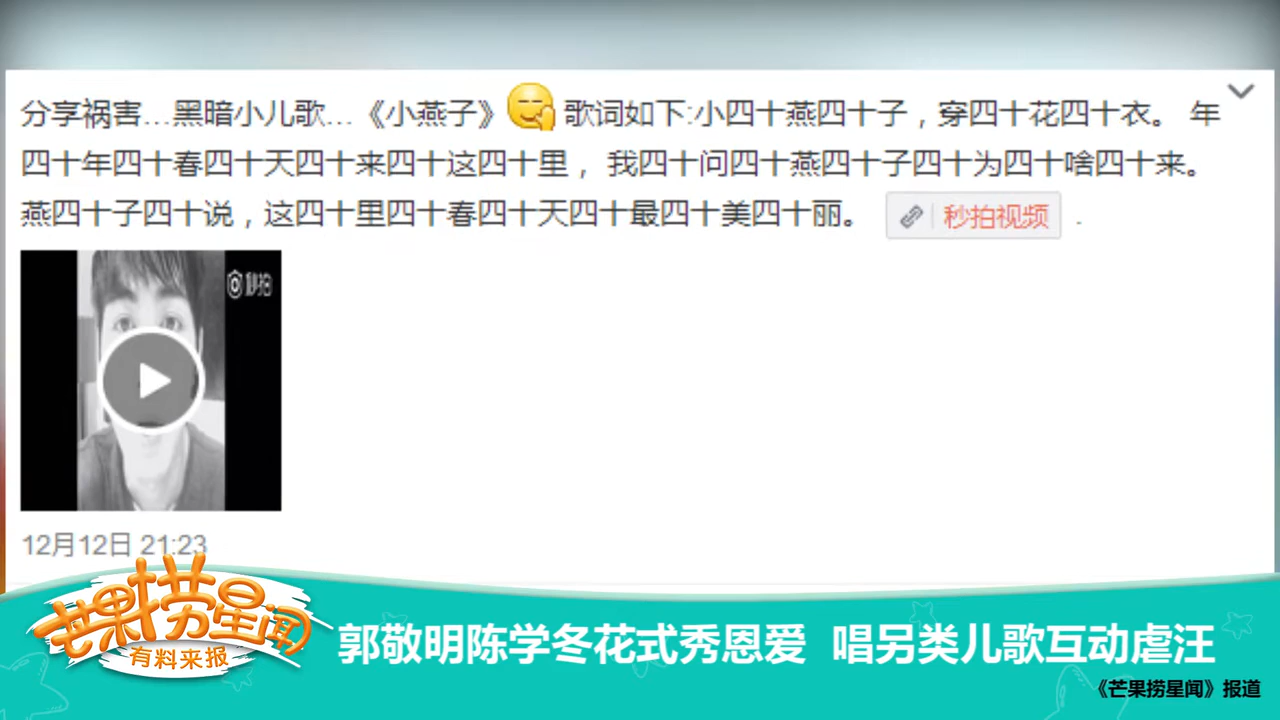 分享祸害...黑暗小儿歌...《小燕子》 歌词如下:小四十燕四十子，穿四十花四十衣。 年
四十年四十春四十天四十来四十这四十里， 我四十问四十燕四十子四十为四十啥四十来。
燕四十子四十说，这四十里四十春四十天四十最四十美四十丽。 秒拍视频 .
秒拍
12月12日 21:23
芒果捞星闻
有料来报
郭敬明陈学冬花式秀恩爱 唱另类儿歌互动虐汪
《芒果捞星闻》报道